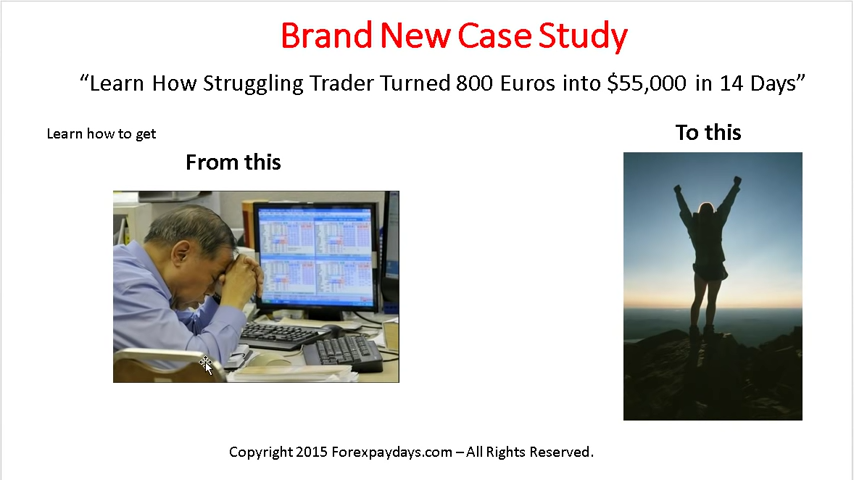 Brand New Case Study
“Learn How Struggling Trader Turned 800 Euros into $55,000 in 14 Days”
Learn how to get
From this
To this
Copyright 2015 Forexpaydays.com – All Rights Reserved.